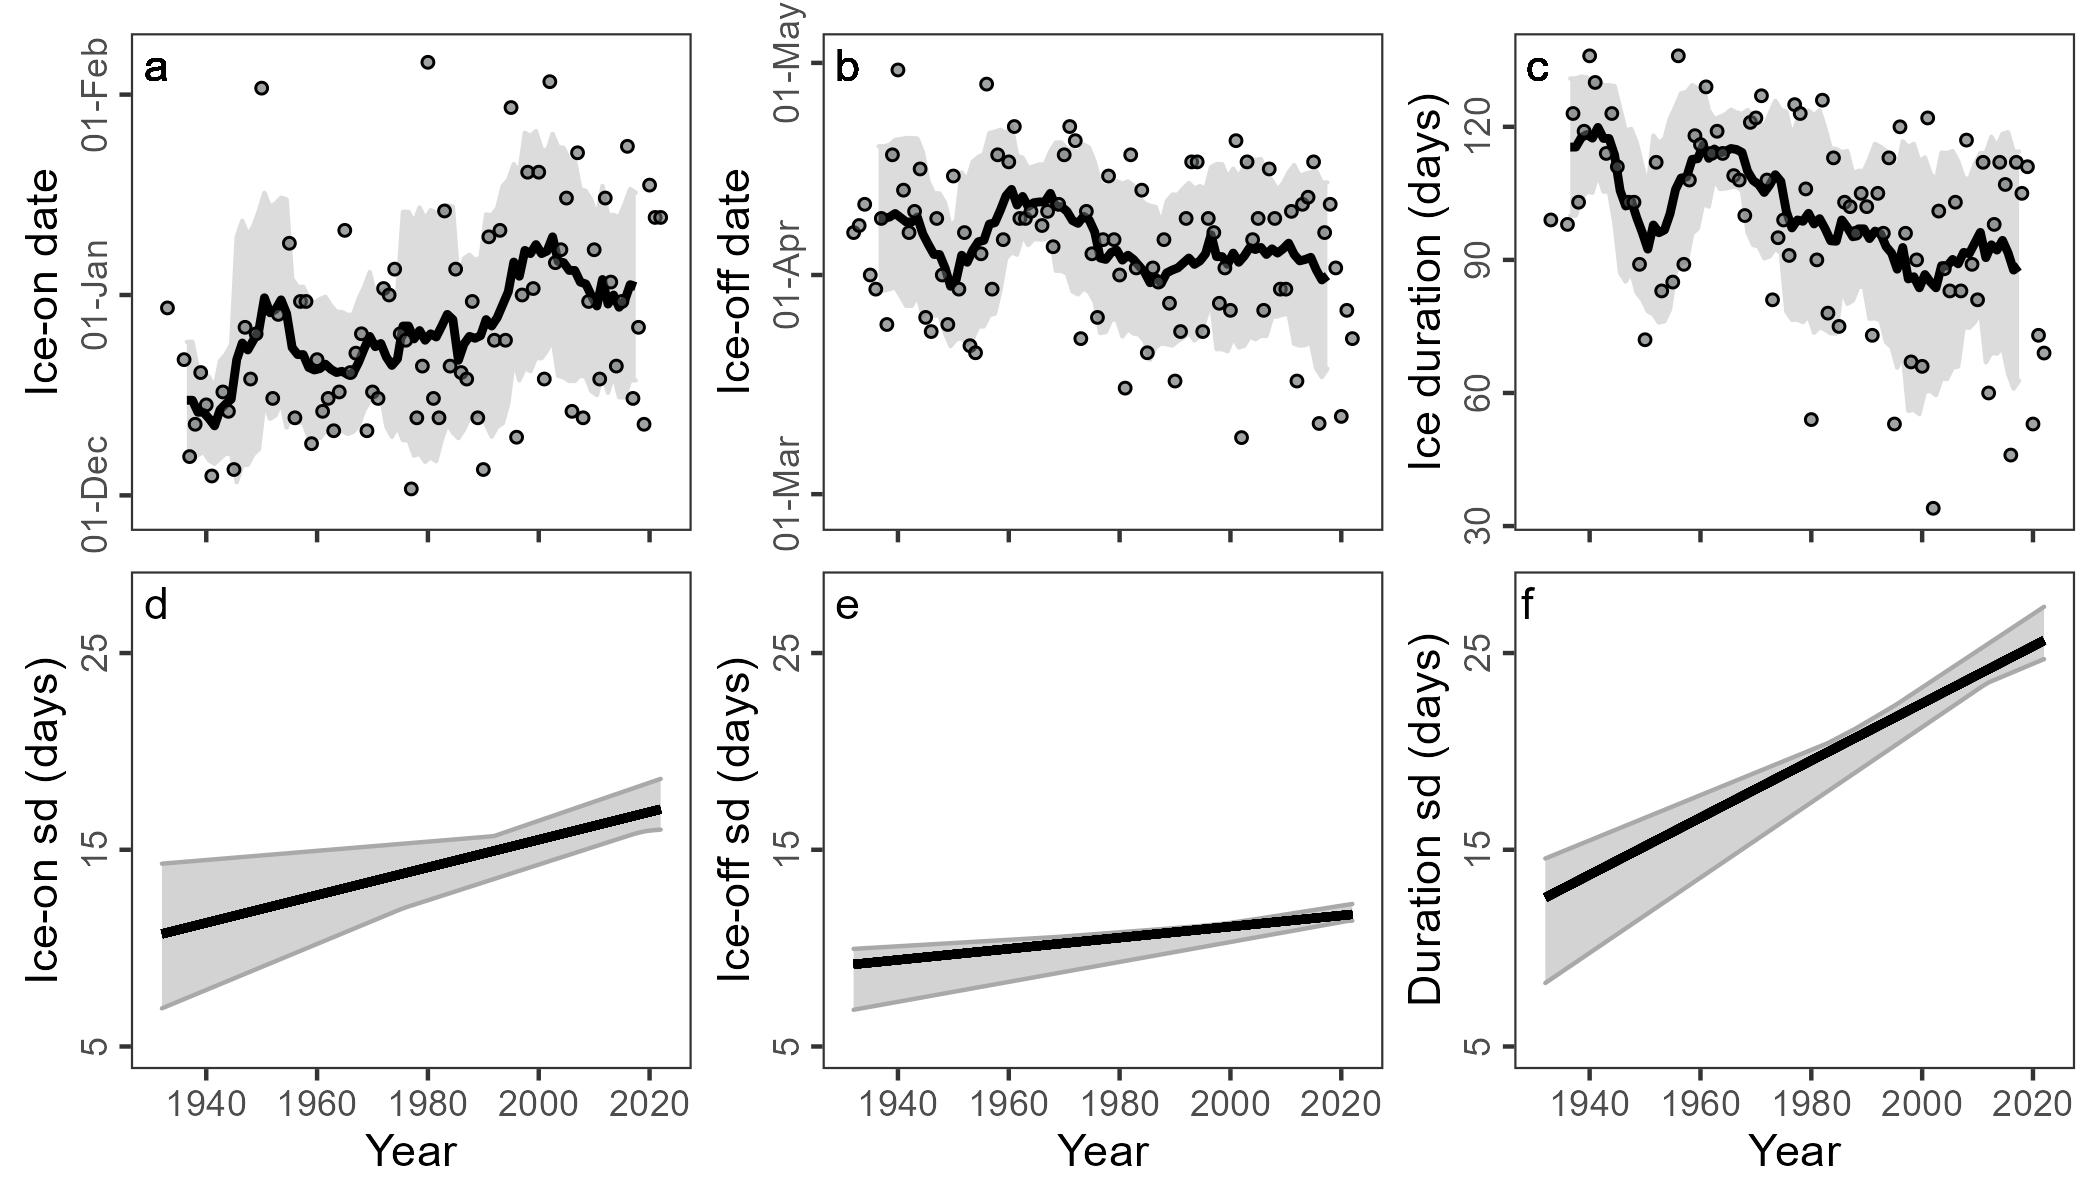 a
Ice-on date
01-Feb
01-Jan
01-Dec
b
Ice-off date
01-May
01-Apr
01-Mar
c
Ice duration (days)
120
90
60
30
d
Ice-on sd (days)
25
15
5
1940 1960 1980 2000 2020
Year
e
Ice-off sd (days)
25
15
5
1940 1960 1980 2000 2020
Year
f
Duration sd (days)
25
15
5
1940 1960 1980 2000 2020
Year